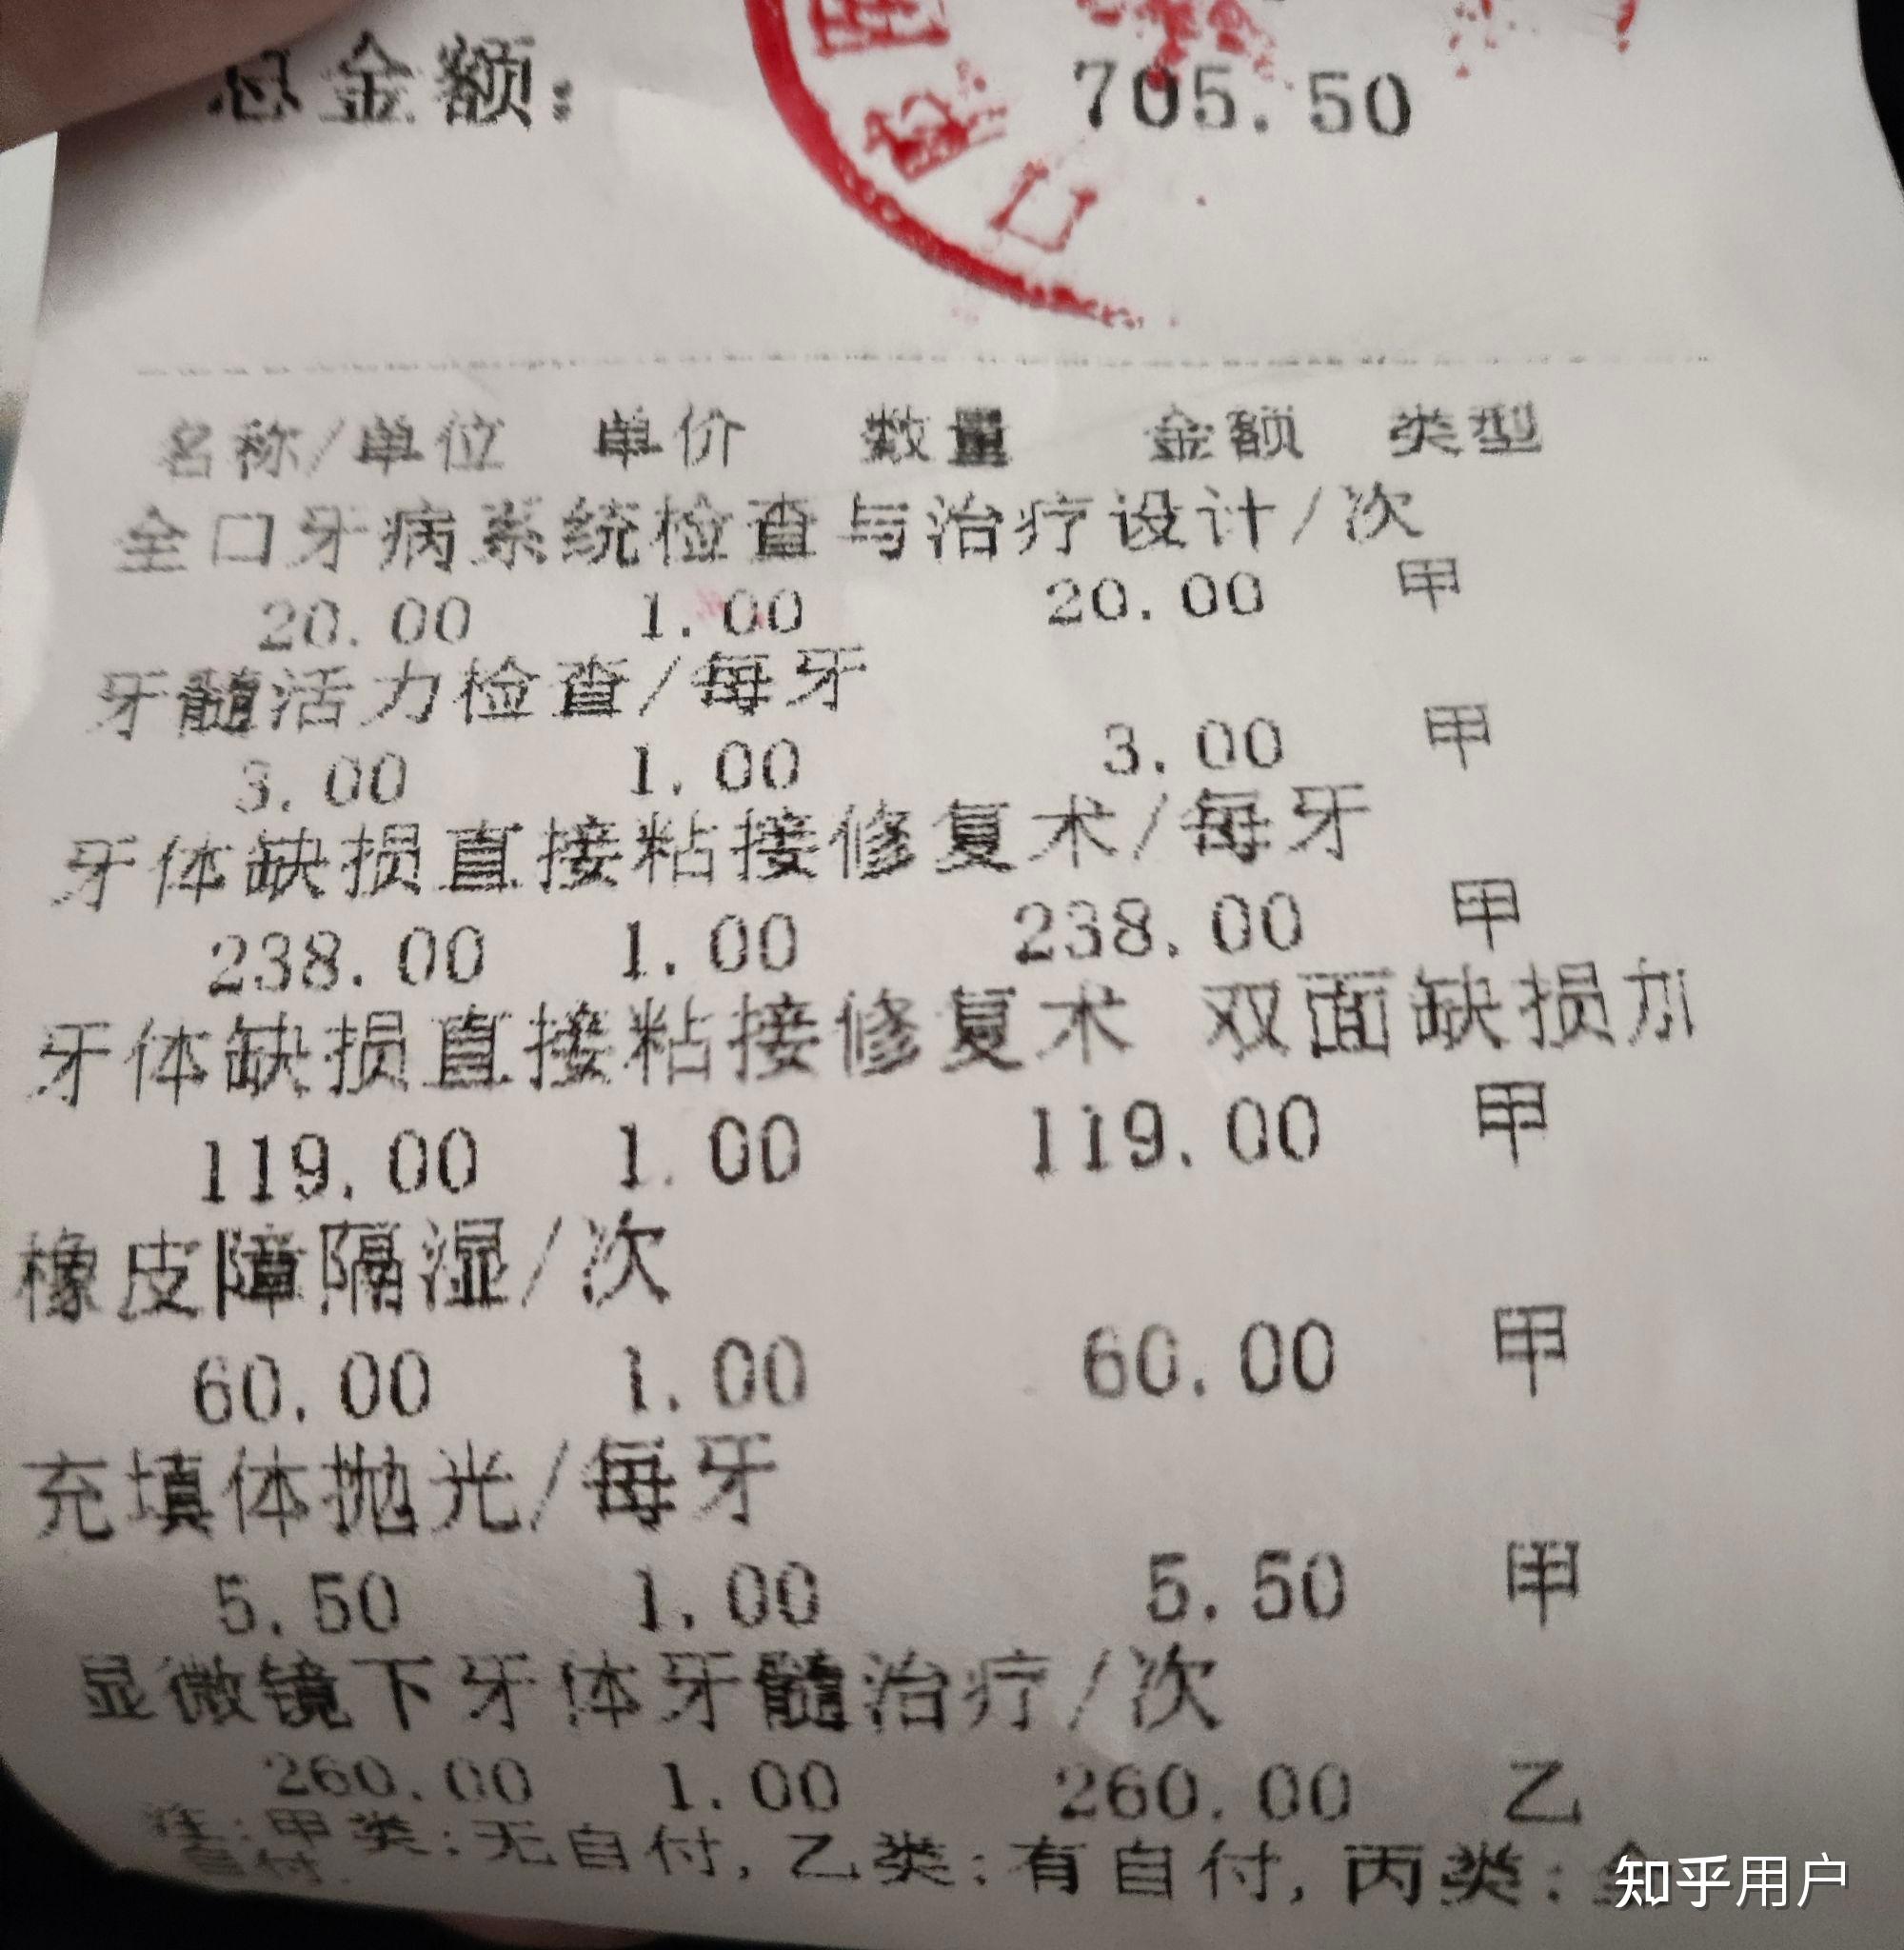 总金额： 705.50
口
名称/单位 单价 数量 金额 类型
全口牙病系统检查与治疗设计/次
20.00 1.00 20.00 甲
牙髓活力检查/每牙
3.00 1.00 3.00 甲
牙体缺损直接粘接修复术/每牙
238.00 1.00 238.00 甲
牙体缺损直接粘接修复术 双面缺损加
119.00 1.00 119.00 甲
橡皮障隔湿/次
60.00 1.00 60.00 甲
充填体抛光/每牙
5.50 1.00 5.50 甲
显微镜下牙体牙髓治疗/次
260.00 1.00 260.00 乙
注：甲类：无自付，乙类：有自付，丙类：全
自付.
知乎用户